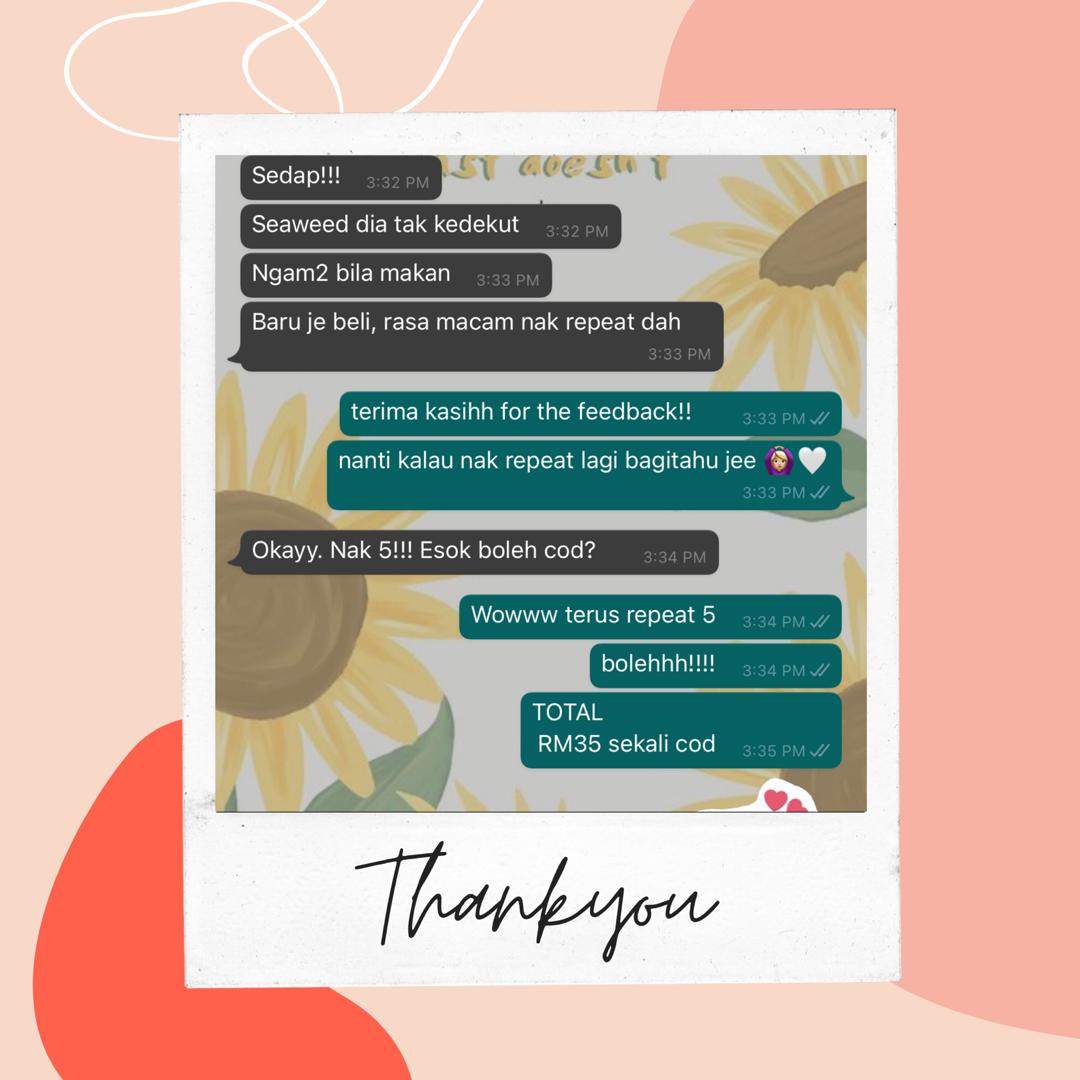 doesn't
Sedap!!! 3:32 PM
Seaweed dia tak kedekut 3:32 PM
Ngam2 bila makan 3:33 PM
Baru je beli, rasa macam nak repeat dah
3:33 PM
terima kasihh for the feedback!! 3:33 PM
nanti kalau nak repeat lagi bagitahu jee 🙆🏼‍♀️🤍
3:33 PM
Okayy. Nak 5!!! Esok boleh cod? 3:34 PM
Wowww terus repeat 5 3:34 PM
bolehhh!!!! 3:34 PM
TOTAL
RM35 sekali cod 3:35 PM
Thankyou